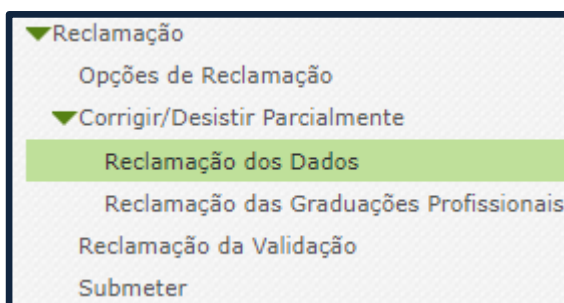 Reclamação
Opções de Reclamação
Corrigir/Desistir Parcialmente
Reclamação dos Dados
Reclamação das Graduações Profissionais
Reclamação da Validação
Submeter